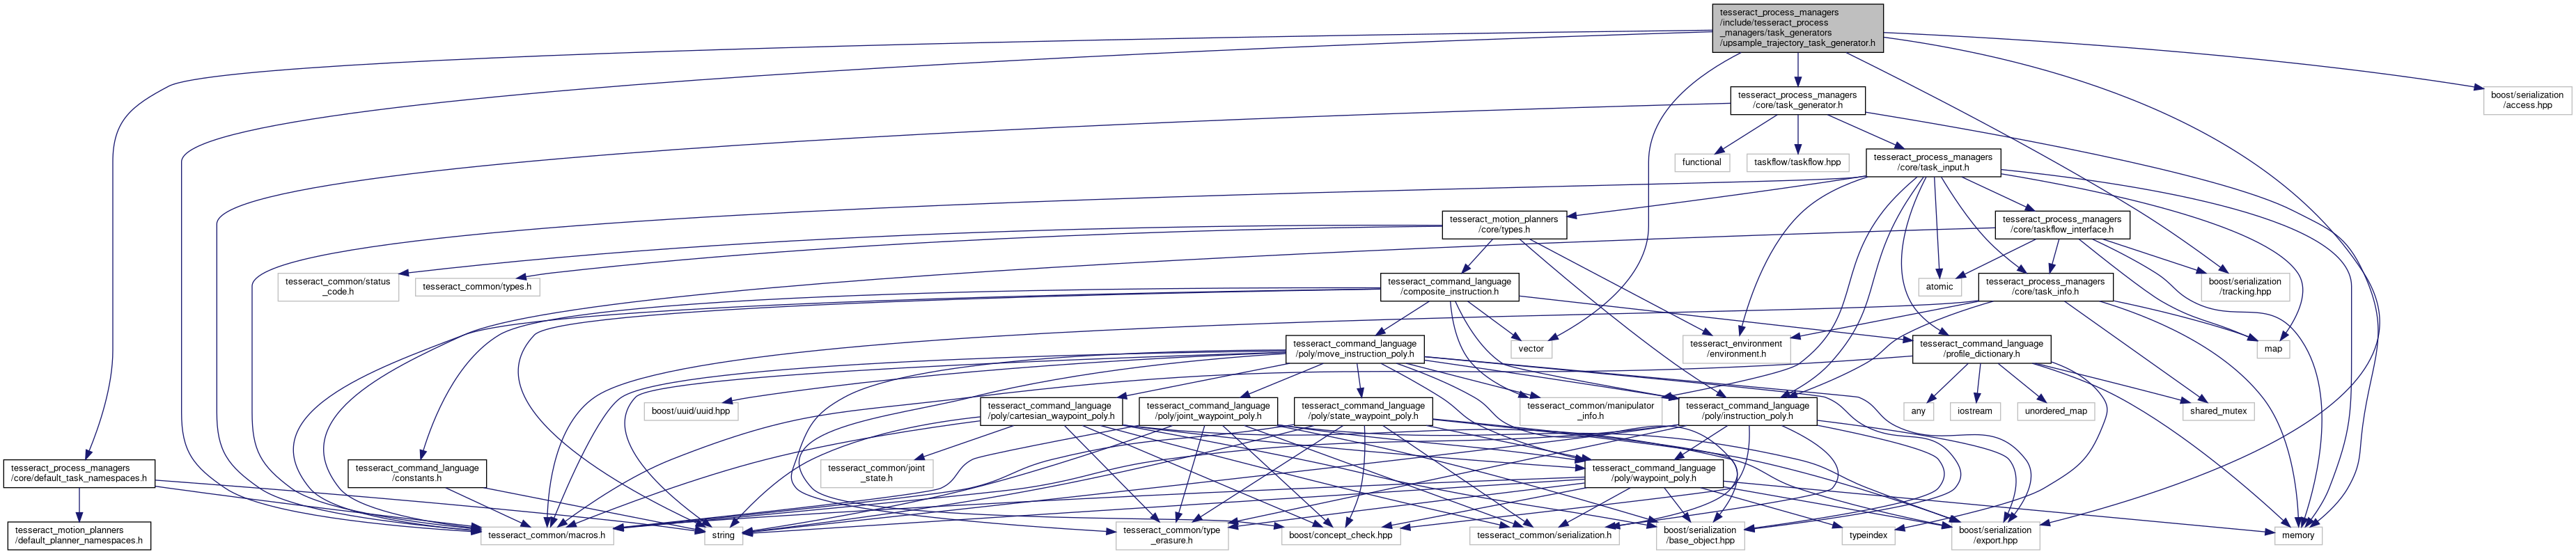 tesseract_process_managers
/include/tesseract_process
_managers/task_generators
/upsample_trajectory_task_generator.h
tesseract_process_managers
/core/task_generator.h
boost/serialization
/access.hpp
functional
taskflow/taskflow.hpp
tesseract_process_managers
/core/task_input.h
tesseract_motion_planners
/core/types.h
tesseract_process_managers
/core/taskflow_interface.h
tesseract_common/status
_code.h
tesseract_common/types.h
tesseract_command_language
/composite_instruction.h
atomic
tesseract_process_managers
/core/task_info.h
boost/serialization
/tracking.hpp
tesseract_command_language
/poly/move_instruction_poly.h
vector
tesseract_environment
/environment.h
tesseract_command_language
/profile_dictionary.h
map
boost/uuid/uuid.hpp
tesseract_command_language
/poly/cartesian_waypoint_poly.h
tesseract_command_language
/poly/joint_waypoint_poly.h
tesseract_command_language
/poly/state_waypoint_poly.h
tesseract_common/manipulator
_info.h
tesseract_command_language
/poly/instruction_poly.h
any
iostream
unordered_map
shared_mutex
tesseract_process_managers
/core/default_task_namespaces.h
tesseract_command_language
/constants.h
tesseract_common/joint
_state.h
tesseract_command_language
/poly/waypoint_poly.h
tesseract_motion_planners
/default_planner_namespaces.h
tesseract_common/macros.h
string
tesseract_common/type
_erasure.h
boost/concept_check.hpp
tesseract_common/serialization.h
boost/serialization
/base_object.hpp
typeindex
boost/serialization
/export.hpp
memory